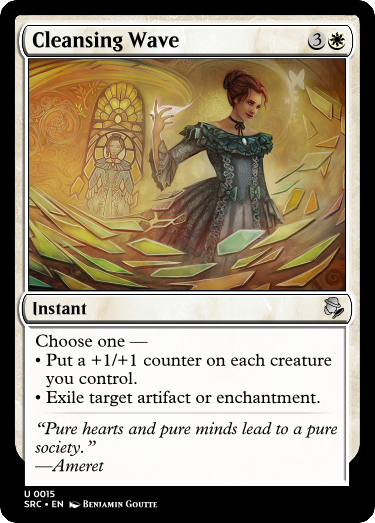 Cleansing Wave 3
Instant
Choose one —
• Put a +1/+1 counter on each creature
you control.
• Exile target artifact or enchantment.
“Pure hearts and pure minds lead to a pure
society.”
—Ameret
U 0015
SRC • EN Benjamin Goutte